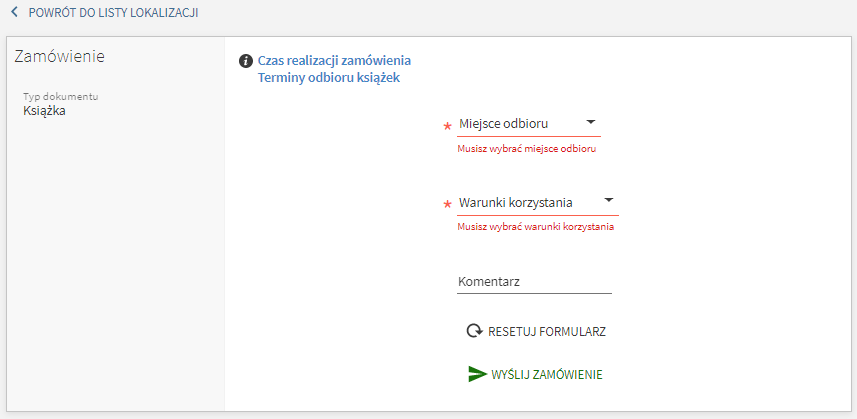 POWRÓT DO LISTY LOKALIZACJI
Zamówienie
Typ dokumentu
Książka
Czas realizacji zamówienia
Terminy odbioru książek
* Miejsce odbioru
Musisz wybrać miejsce odbioru
* Warunki korzystania
Musisz wybrać warunki korzystania
Komentarz
RESETUJ FORMULARZ
WYŚLIJ ZAMÓWIENIE